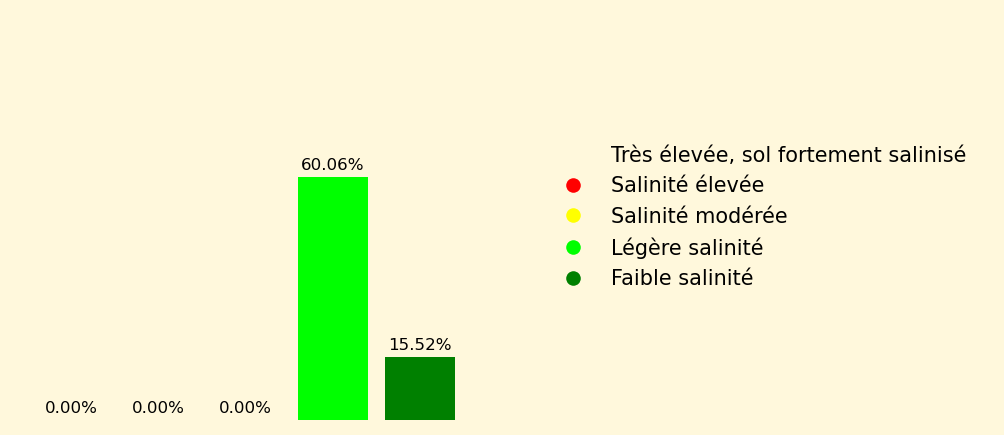 60.06%
15.52%
0.00% 0.00% 0.00%
Très élevée, sol fortement salinisé
Salinité élevée
Salinité modérée
Légère salinité
Faible salinité